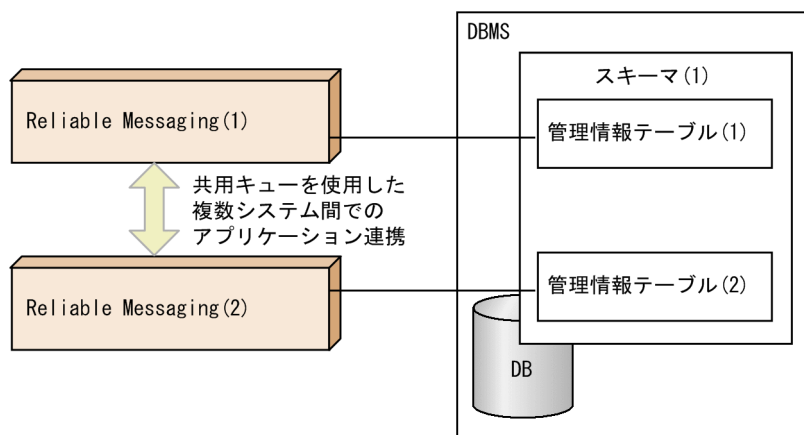 DBMS
スキーマ(1)
Reliable Messaging(1)
管理情報テーブル(1)
共用キューを使用した
複数システム間での
アプリケーション連携
Reliable Messaging(2)
管理情報テーブル(2)
DB